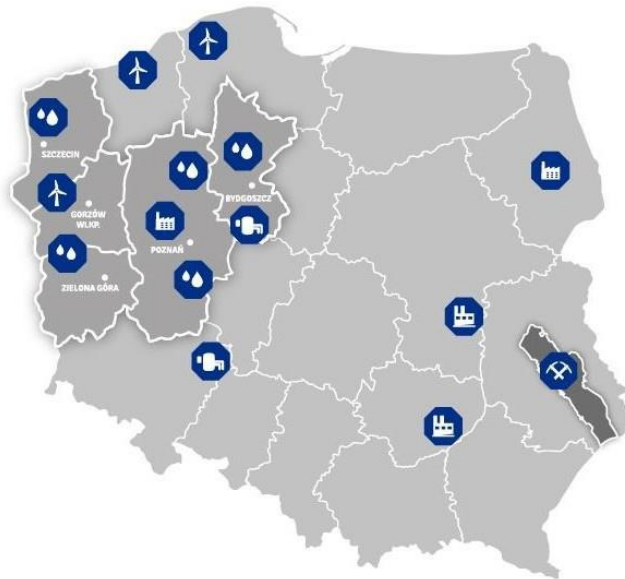 SZCZECIN
GORZÓW
WLKP.
BYDGOSZCZ
POZNAŃ
ZIELONA GÓRA